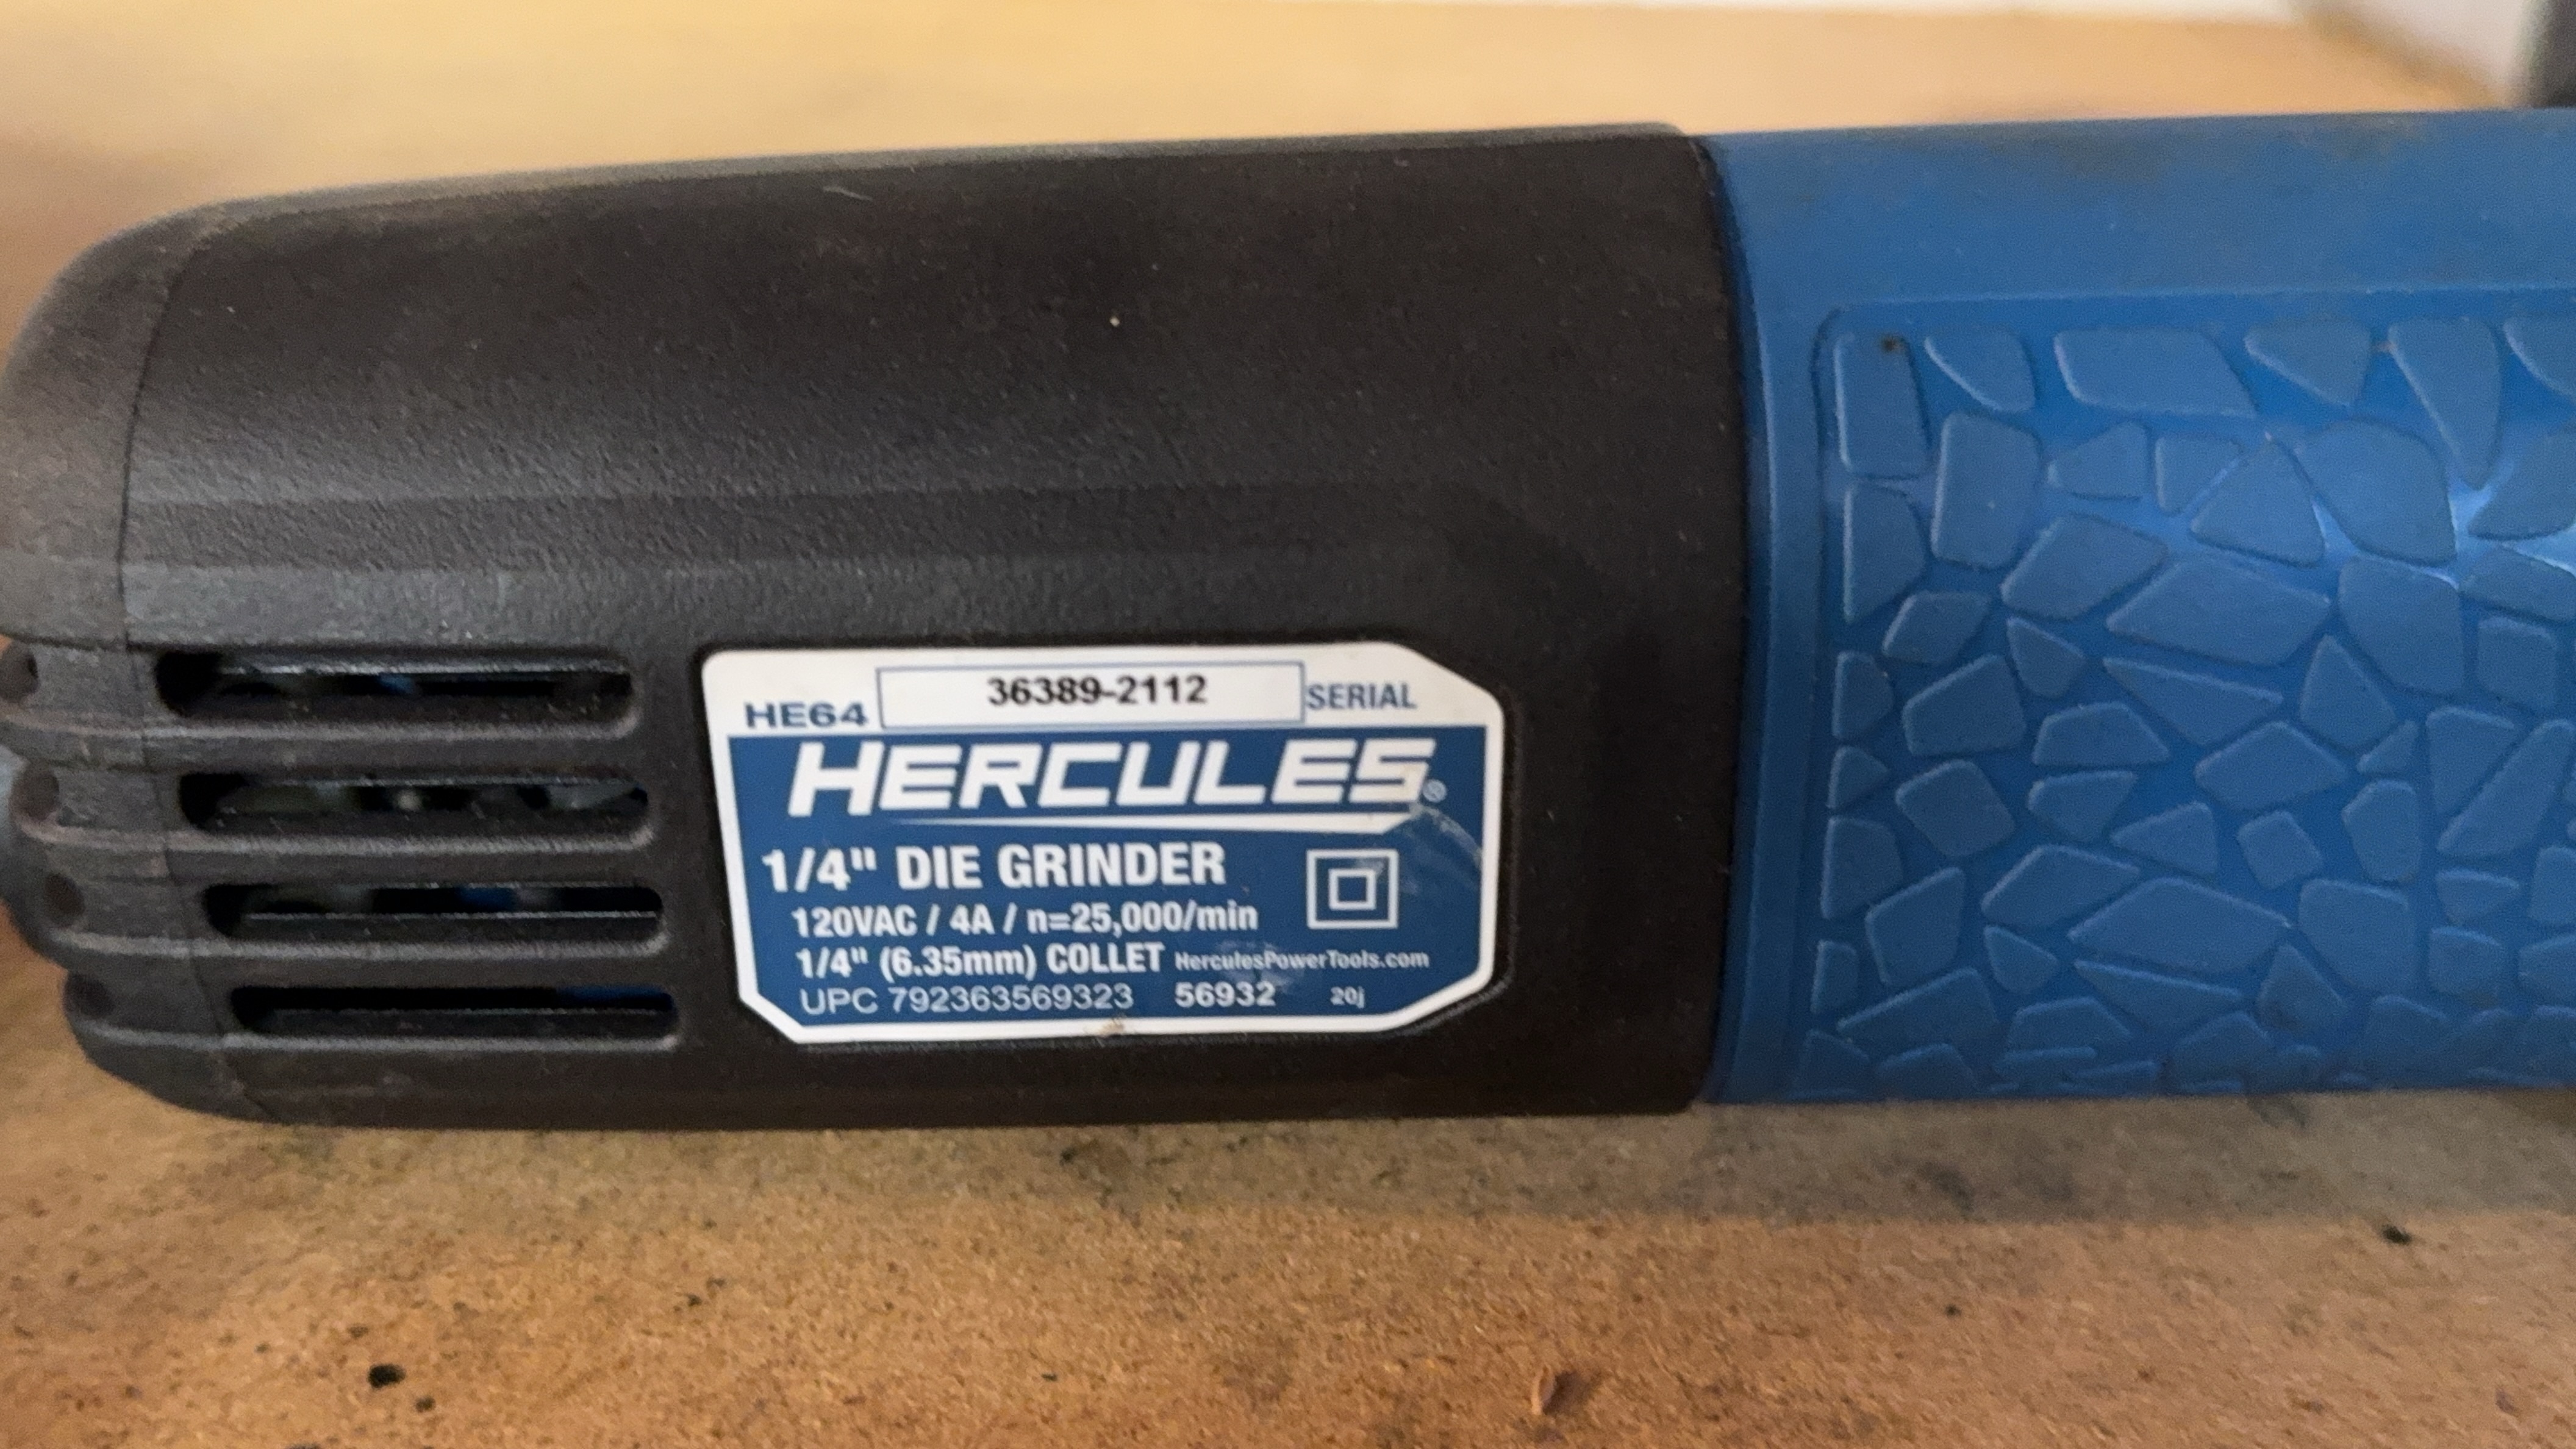 HE64 36389-2112 SERIAL
HERCULES®
1/4" DIE GRINDER
120VAC / 4A / n=25,000/min
1/4" (6.35mm) COLLET HerculesPowerTools.com
UPC 792363569323 56932 20j